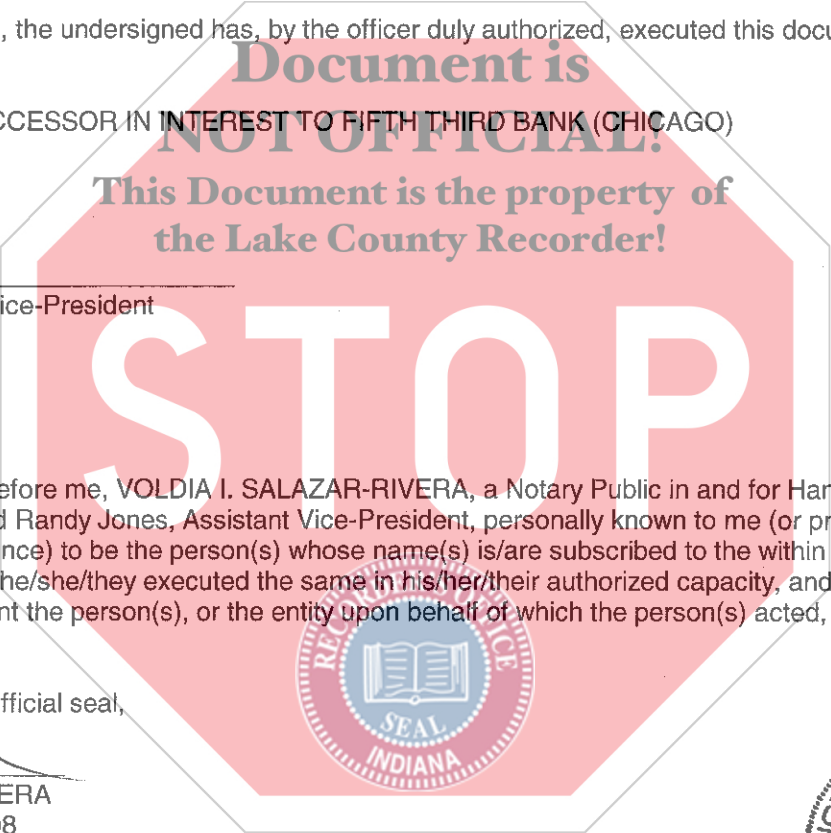 , the undersigned has, by the officer duly authorized, executed this docu
Document is
CCESSOR IN INTEREST TO FIFTH THIRD BANK (CHICAGO)
NOT OFFICIAL!
This Document is the property of
the Lake County Recorder!
ice-President
STOP
efore me, VOLDIA I. SALAZAR-RIVERA, a Notary Public in and for Har
d Randy Jones, Assistant Vice-President, personally known to me (or pr
nce) to be the person(s) whose name(s) is/are subscribed to the within
he/she/they executed the same in his/her/their authorized capacity, and
nt the person(s), or the entity upon behalf of which the person(s) acted,
RECORDER'S OFFICE
SEAL
INDIANA
fficial seal,
ERA